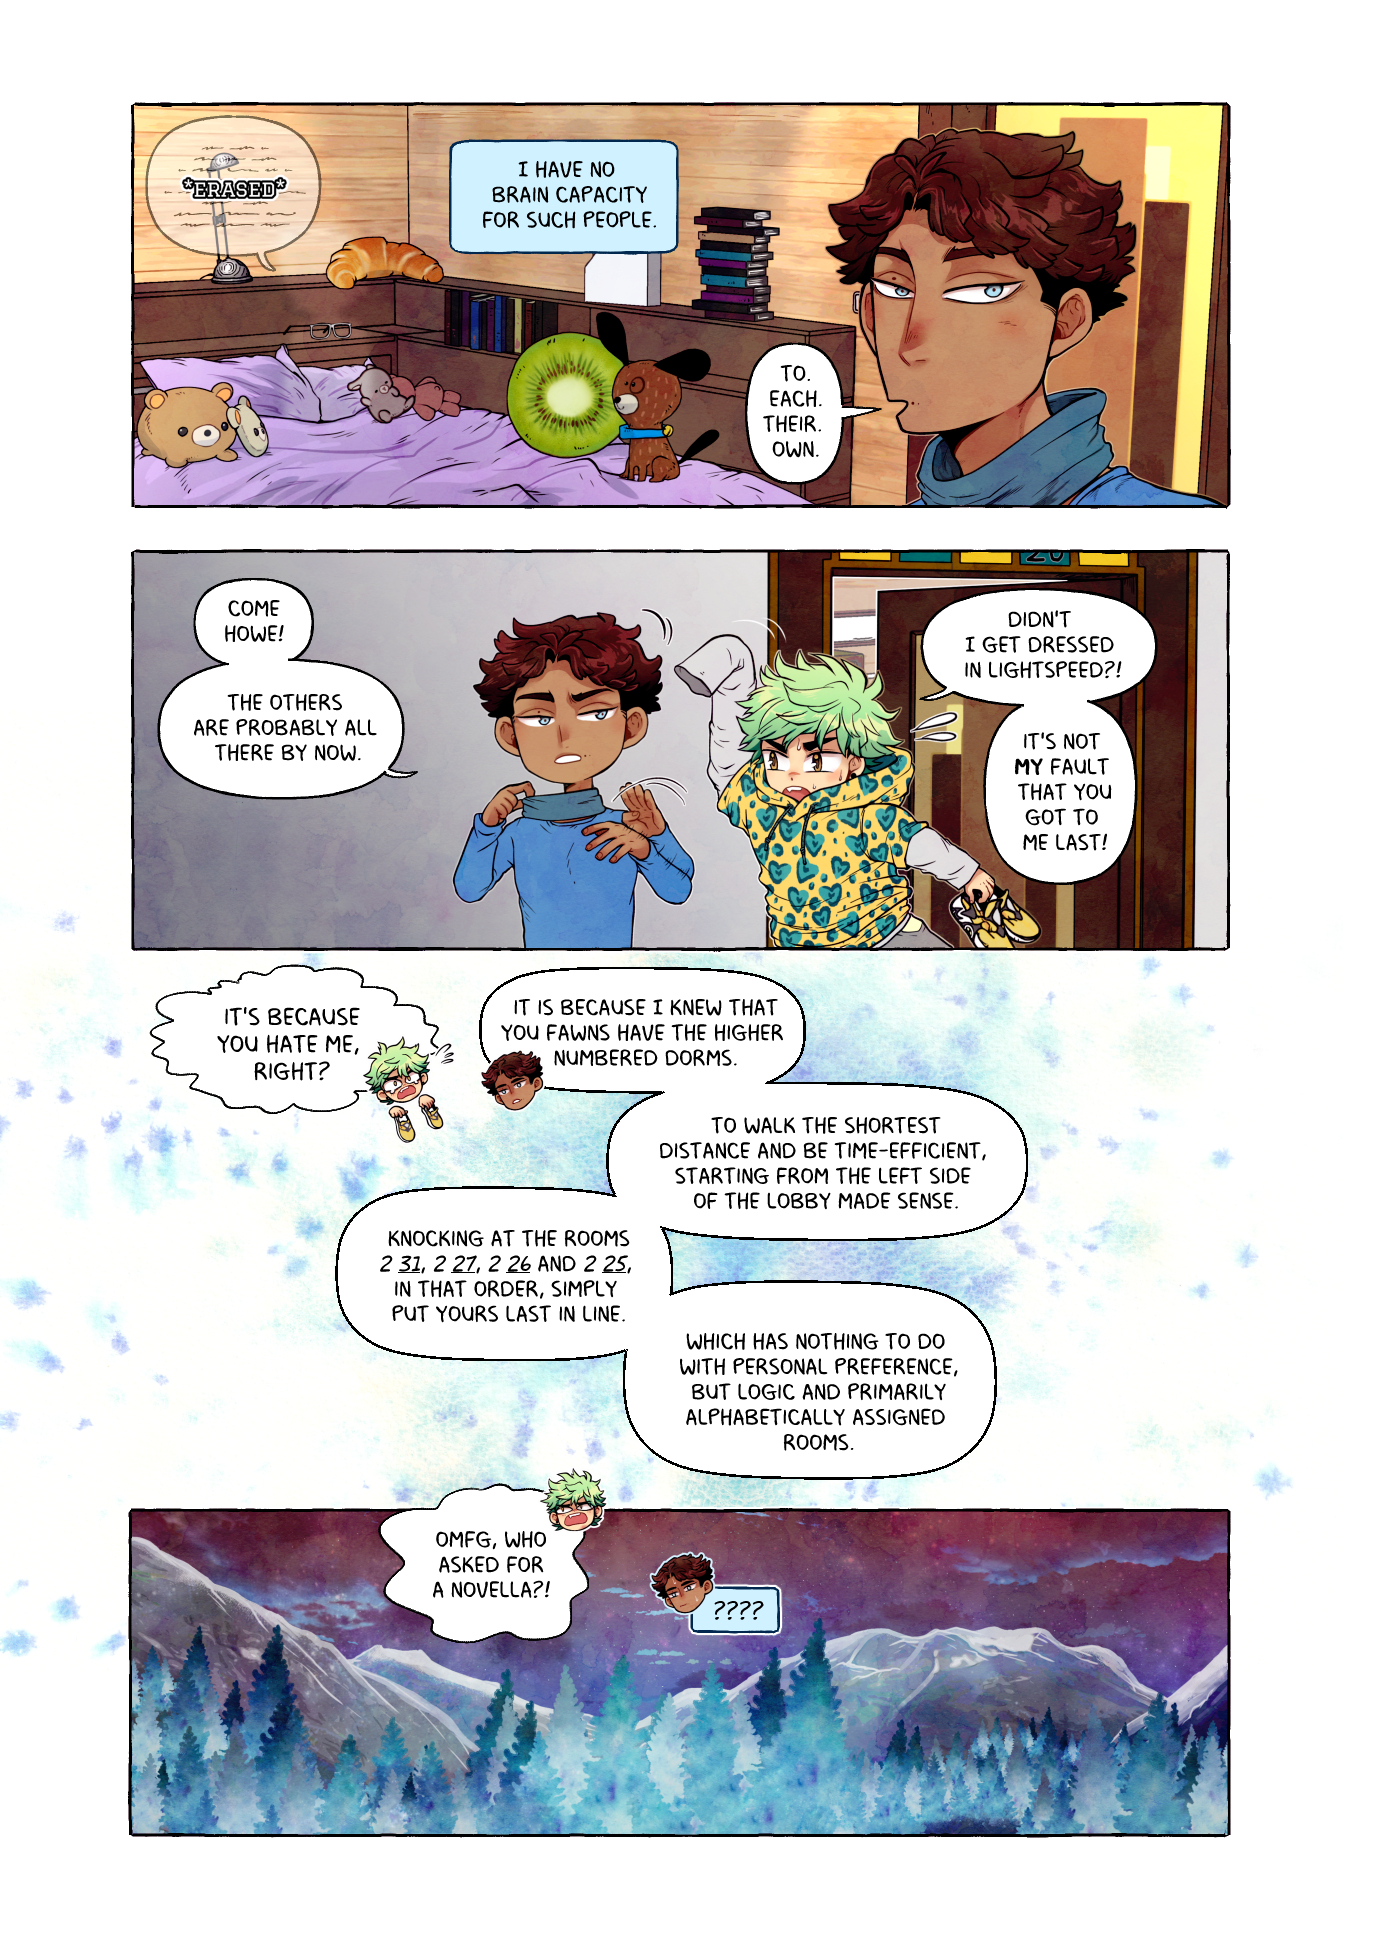 *ERASED*
I HAVE NO
BRAIN CAPACITY
FOR SUCH PEOPLE.
TO.
EACH.
THEIR.
OWN.
COME
HOWE!
THE OTHERS
ARE PROBABLY ALL
THERE BY NOW.
20
DIDN'T
I GET DRESSED
IN LIGHTSPEED?!
IT'S NOT
MY FAULT
THAT YOU
GOT TO
ME LAST!
IT'S BECAUSE
YOU HATE ME,
RIGHT?
IT IS BECAUSE I KNEW THAT
YOU FAWNS HAVE THE HIGHER
NUMBERED DORMS.
TO WALK THE SHORTEST
DISTANCE AND BE TIME-EFFICIENT,
STARTING FROM THE LEFT SIDE
OF THE LOBBY MADE SENSE.
KNOCKING AT THE ROOMS
2 31, 2 27, 2 26 AND 2 25,
IN THAT ORDER, SIMPLY
PUT YOURS LAST IN LINE.
WHICH HAS NOTHING TO DO
WITH PERSONAL PREFERENCE,
BUT LOGIC AND PRIMARILY
ALPHABETICALLY ASSIGNED
ROOMS.
OMFG, WHO
ASKED FOR
A NOVELLA?!
????